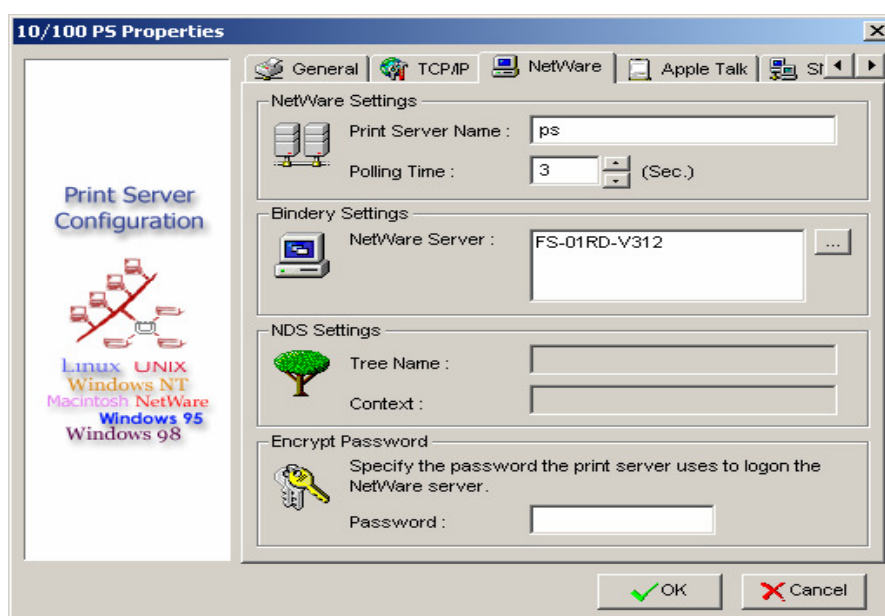 10/100 PS Properties
General
TCP/IP
NetWare
Apple Talk
Print Server
Configuration
Linux UNIX
Windows NT
Macintosh NetWare
Windows 95
Windows 98
NetWare Settings
Print Server Name :
ps
Polling Time :
3
(Sec.)
Bindery Settings
NetWare Server :
FS-01RD-V312
...
NDS Settings
Tree Name :
Context :
Encrypt Password
Specify the password the print server uses to logon the
NetWare server.
Password :
OK
Cancel